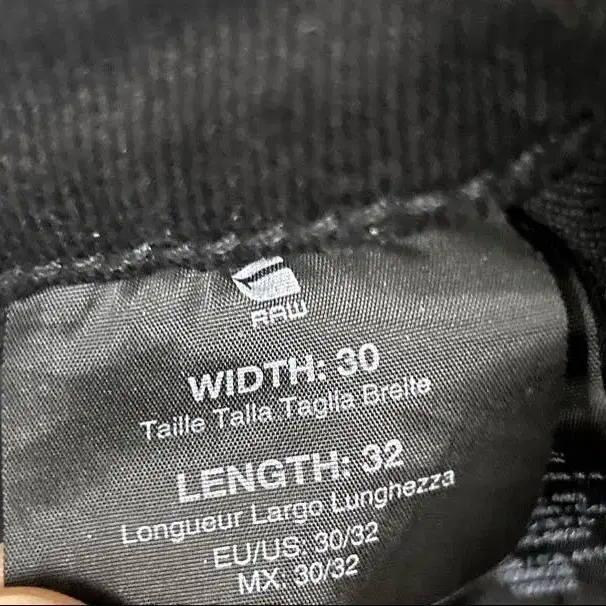 RAW
WIDTH: 30
Taille Talla Taglia Breite
LENGTH: 32
Longueur Largo Lunghezza
EU/US: 30/32
MX: 30/32